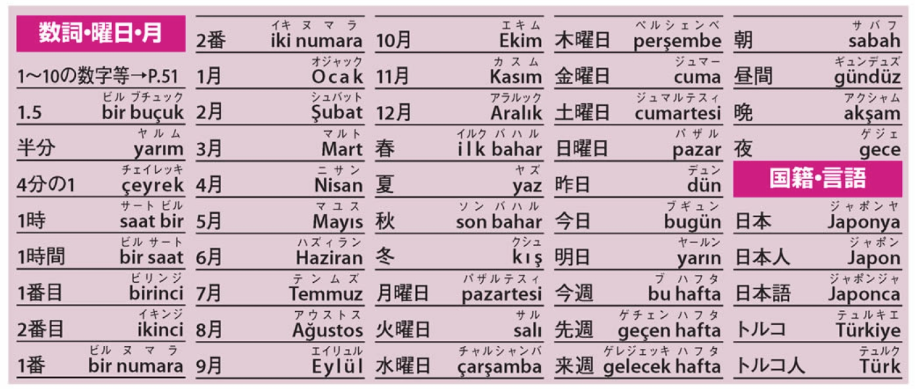 数詞・曜日・月
1〜10の数字等→P.51
ビル ブチュック
1.5 bir buçuk
ヤルム
半分 yarım
チェイレッキ
4分の1 çeyrek
サート ビル
1時 saat bir
ビル サート
1時間 bir saat
ビリンジ
1番目 birinci
イキンジ
2番目 ikinci
ビル ヌマラ
1番 bir numara
イキ ヌマラ
2番 iki numara
オジャック
1月 Ocak
シュバット
2月 Şubat
マルト
3月 Mart
ニサン
4月 Nisan
マユス
5月 Mayıs
ハズィラン
6月 Haziran
テンムズ
7月 Temmuz
アウストス
8月 Ağustos
エイリュル
9月 Eylül
エキム
10月 Ekim
カスム
11月 Kasım
アラルック
12月 Aralık
イルク バハル
春 ilk bahar
ヤズ
夏 yaz
ソン バハル
秋 son bahar
クシュ
冬 kış
パザルテスィ
月曜日 pazartesi
サル
火曜日 salı
チャルシャンバ
水曜日 çarşamba
ペルシェンベ
木曜日 perşembe
ジュマー
金曜日 cuma
ジュマルテスィ
土曜日 cumartesi
パザル
日曜日 pazar
デュン
昨日 dün
ブギュン
今日 bugün
ヤールン
明日 yarın
ブ ハフタ
今週 bu hafta
ゲチェン ハフタ
先週 geçen hafta
ゲレジェッキ ハフタ
来週 gelecek hafta
サバフ
朝 sabah
ギュンデュズ
昼間 gündüz
アクシャム
晩 akşam
ゲジェ
夜 gece
国籍・言語
ジャポンヤ
日本 Japonya
ジャポン
日本人 Japon
ジャポンジャ
日本語 Japonca
テュルキエ
トルコ Türkiye
テュルク
トルコ人 Türk